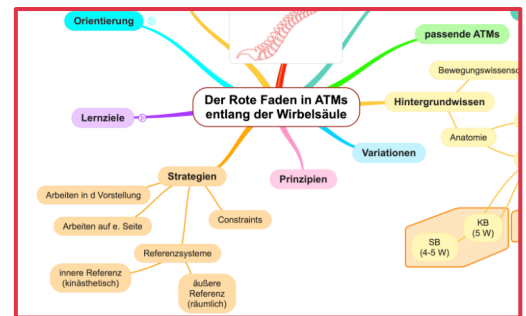 Orientierung
passende ATMs
Bewegungswissensc
Der Rote Faden in ATMs
entlang der Wirbelsäule
Hintergrundwissen
Lernziele
Anatomie
Variationen
Strategien
Prinzipien
Arbeiten in d Vorstellung
Constraints
Arbeiten auf e. Seite
KB
(5 W)
Referenzsysteme
SB
(4-5 W)
innere Referenz
(kinästhetisch)
äußere
Referenz
(räumlich)